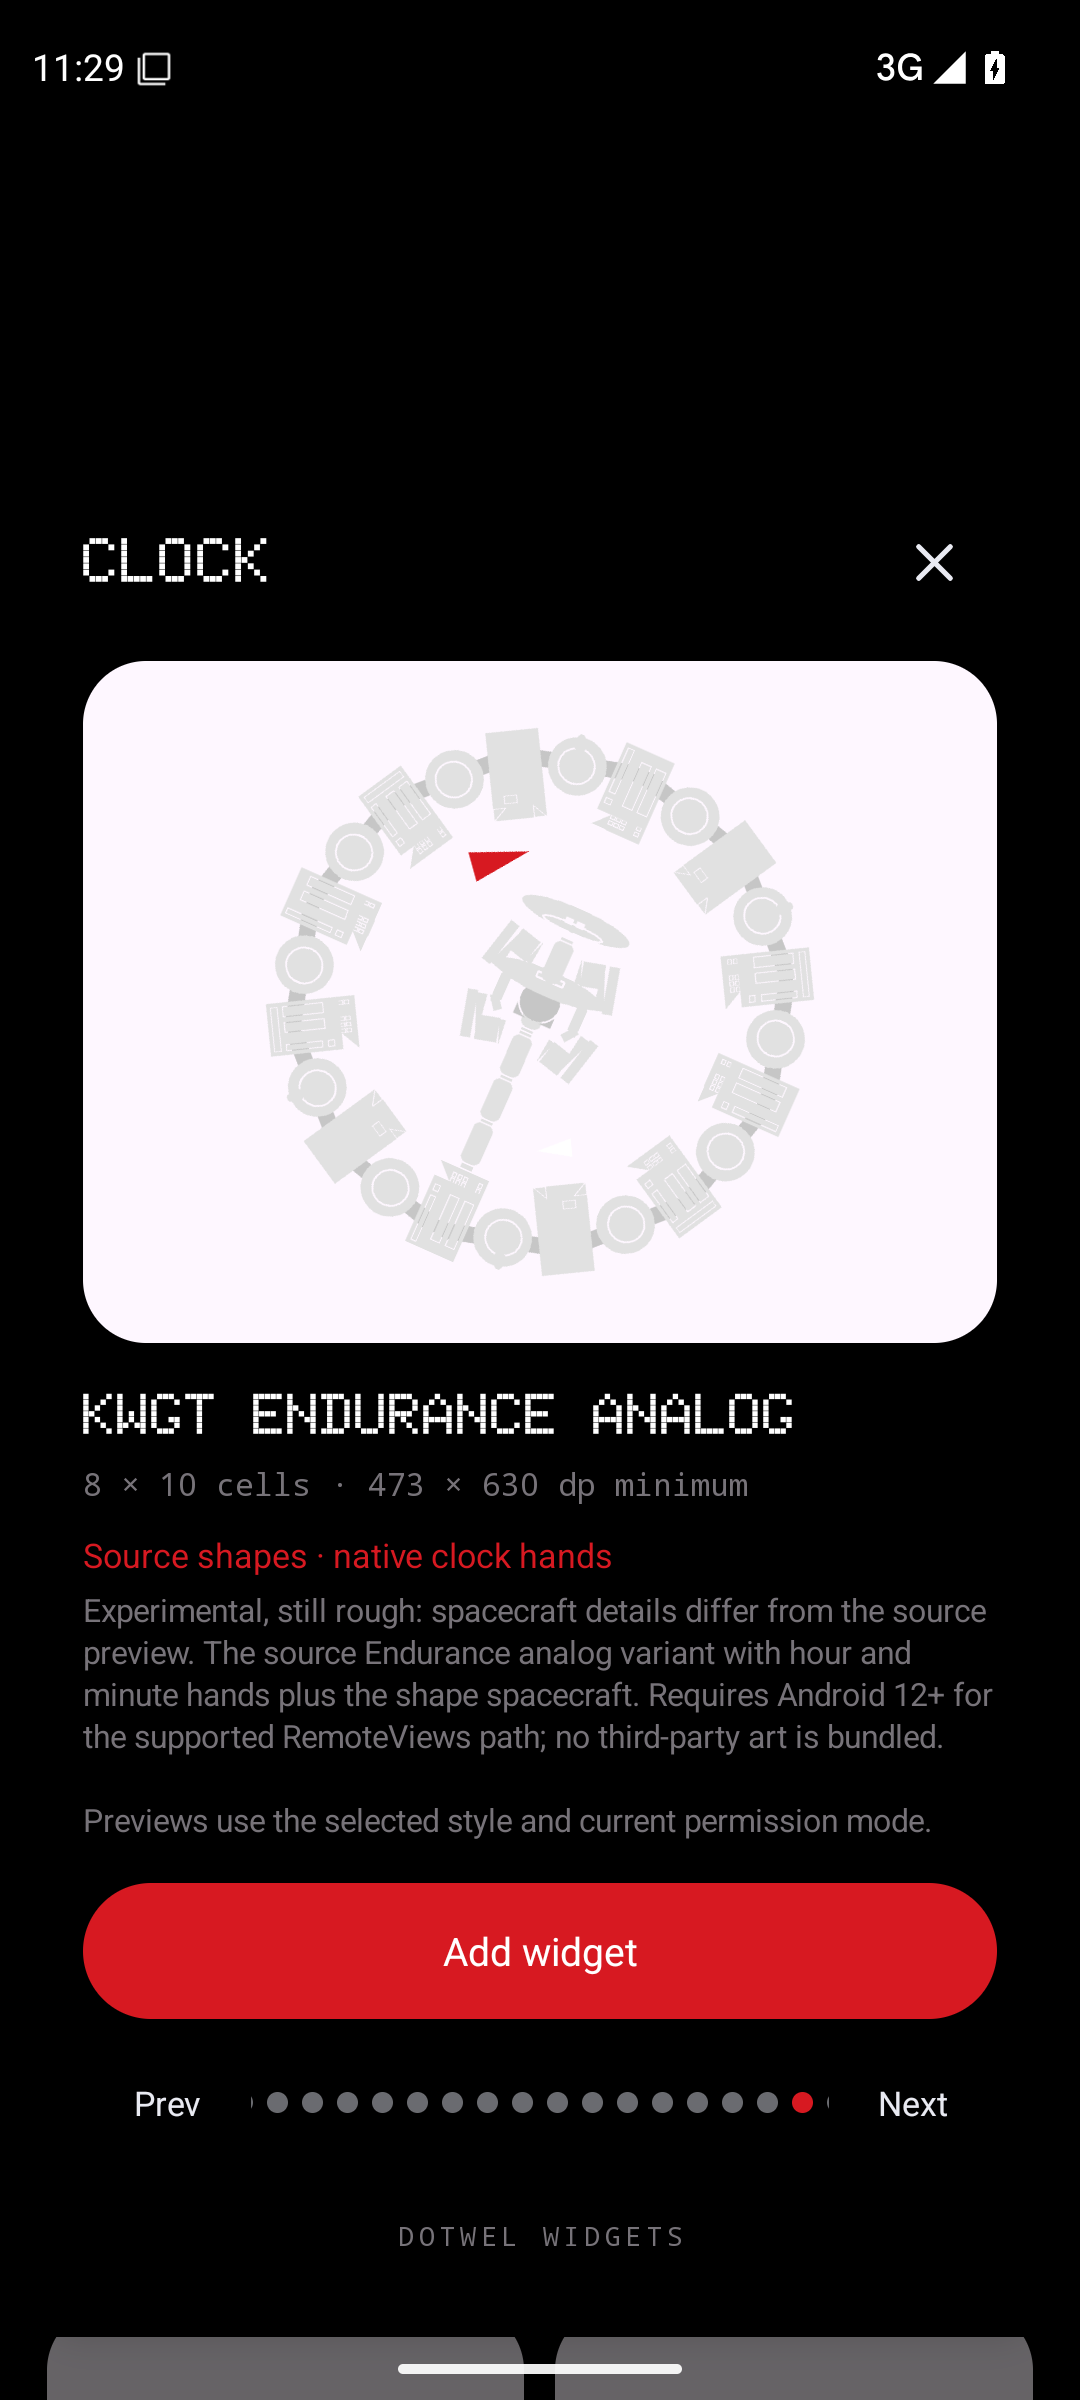 11:29
3G
CLOCK
KWGT ENDURANCE ANALOG
8 × 10 cells · 473 × 630 dp minimum
Source shapes · native clock hands
Experimental, still rough: spacecraft details differ from the source
preview. The source Endurance analog variant with hour and
minute hands plus the shape spacecraft. Requires Android 12+ for
the supported RemoteViews path; no third-party art is bundled.
Previews use the selected style and current permission mode.
Add widget
Prev
Next
DOTWEL WIDGETS